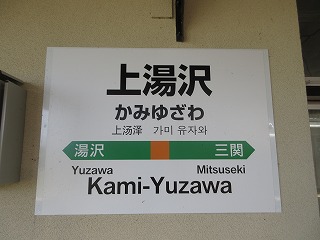 上湯沢
かみゆざわ
上汤泽 가미 유자와
湯沢 三関
Yuzawa Mitsuseki
Kami-Yuzawa